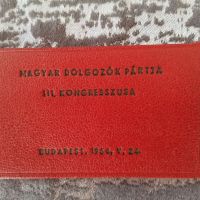 MAGYAR DOLGOZÓK PÁRTJA
III. KONGRESSZUSA
BUDAPEST, 1954, V. 24.